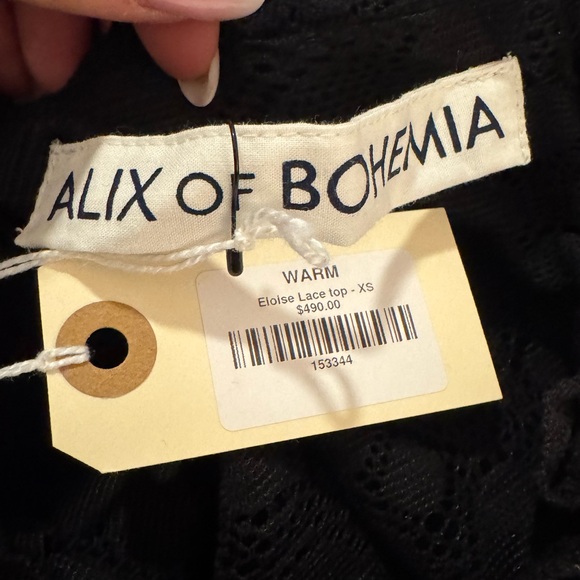 ALIX OF BOHEMIA
WARM
Eloise Lace top - XS
$490.00
153344